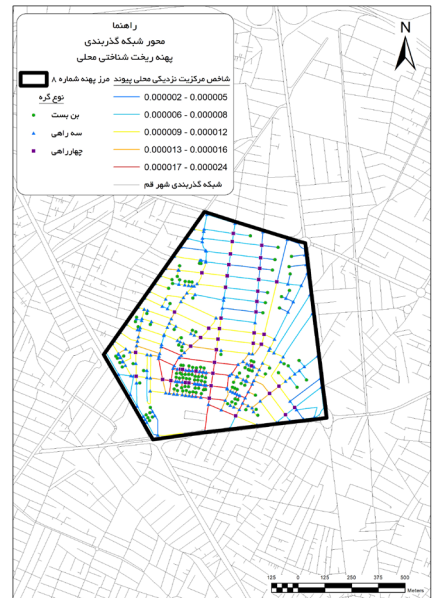 راهنما
محور شبکه گذربندی
پهنه ریخت شناختی محلی
شاخص مرکزیت نزدیکی محلی پیوند
مرز پهنه شماره ۸
نوع گره
0.000002 - 0.000005
بن بست
0.000006 - 0.000008
سه راهی
0.000009 - 0.000012
چهارراهی
0.000013 - 0.000016
0.000017 - 0.000024
شبکه گذربندی شهر قم
N
125 0 125 250 375 500
Meters